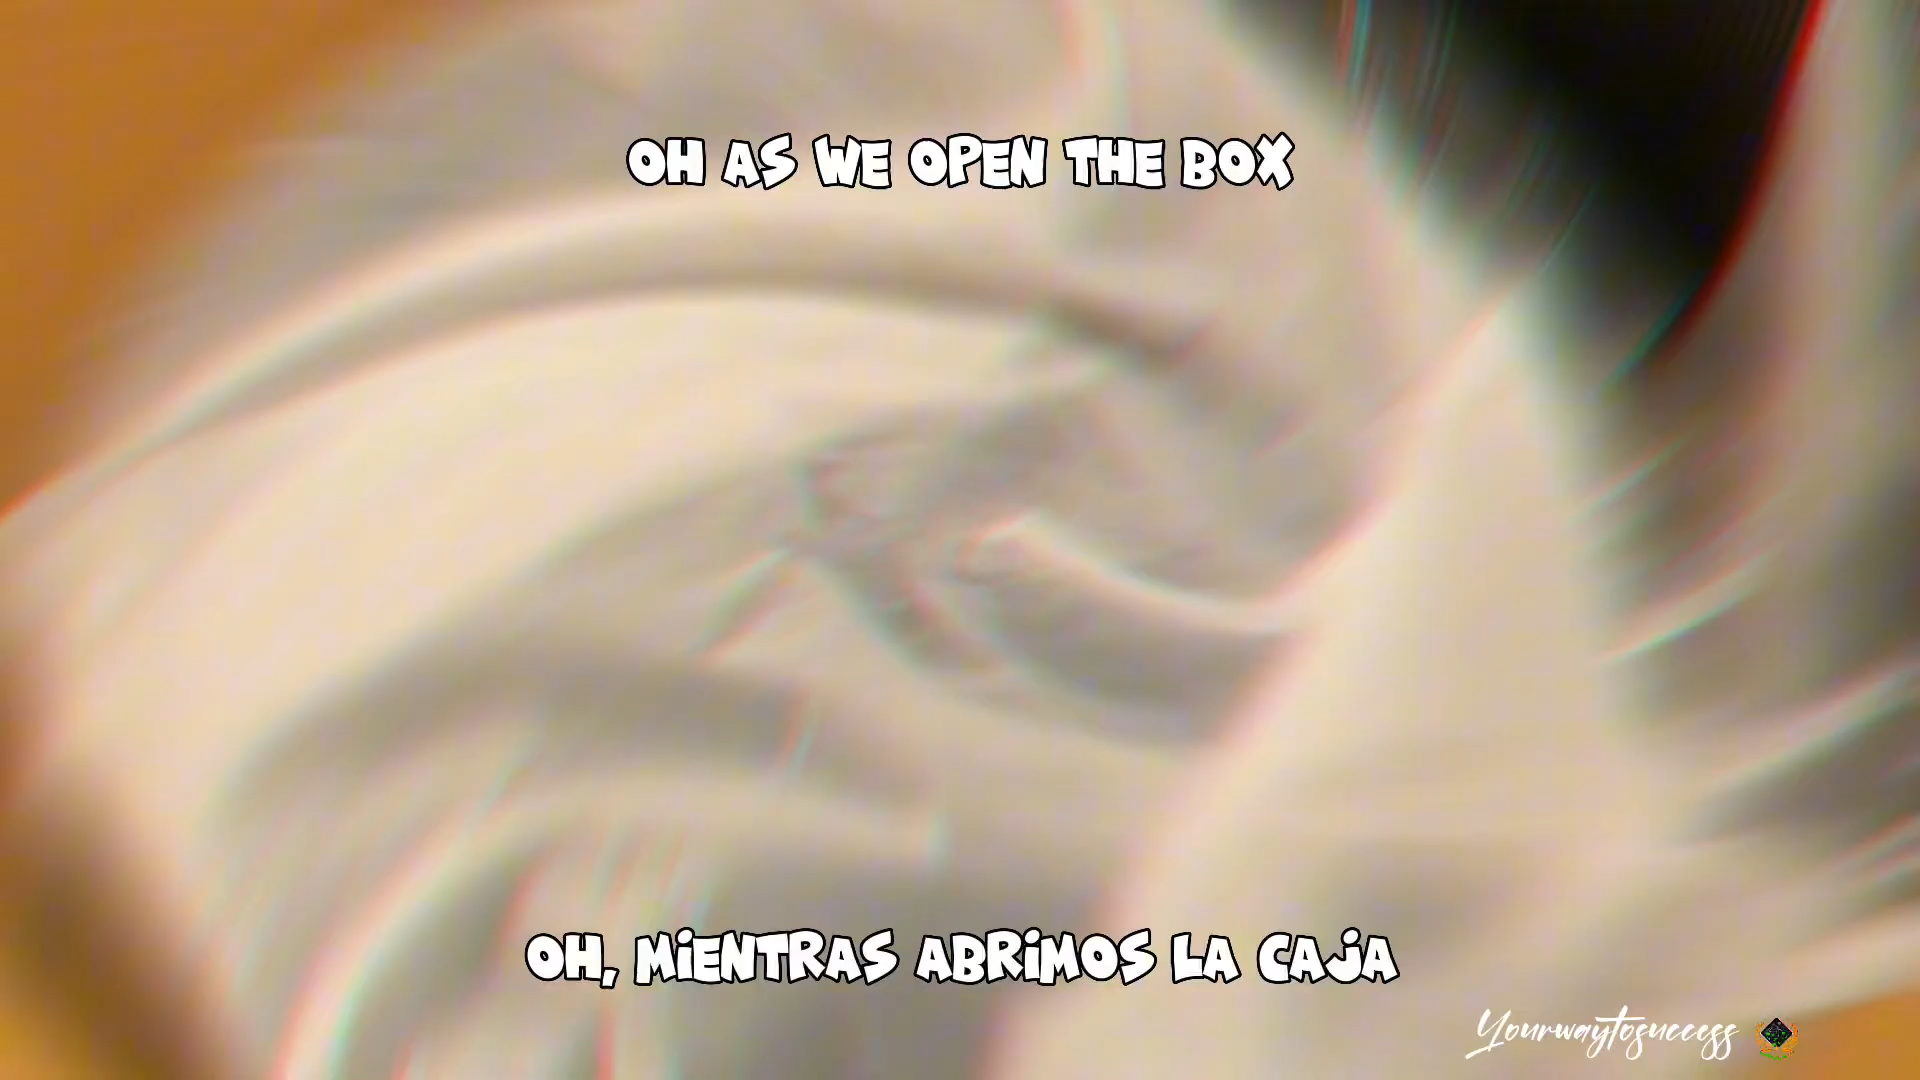 OH AS WE OPEN THE BOX
OH, MIENTRAS ABRIMOS LA CAJA
Yourwaytosuccess